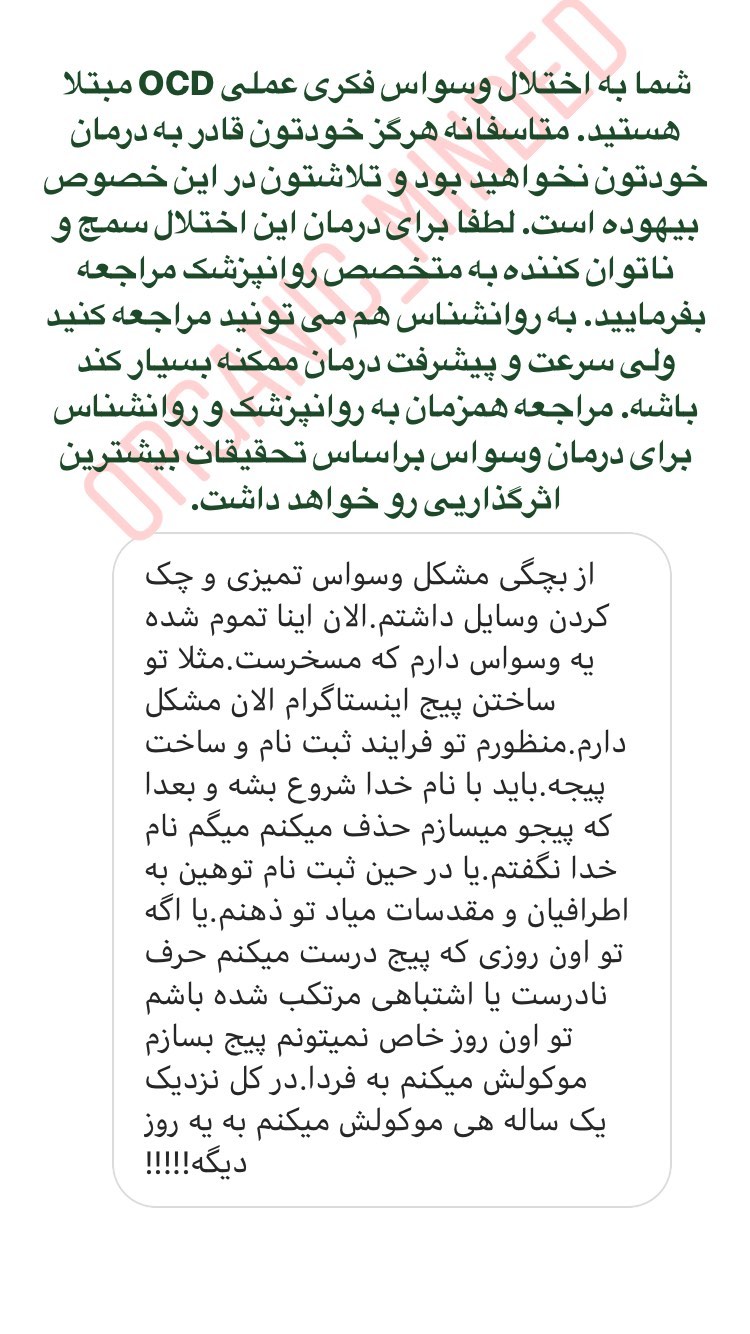 شما به اختلال وسواس فکری عملی OCD مبتلا
هستید. متاسفانه هرگز خودتون قادر به درمان
خودتون نخواهید بود و تلاشتون در این خصوص
بیهوده است. لطفا برای درمان این اختلال سمج و
ناتوان کننده به متخصص روانپزشک مراجعه
بفرمایید. به روانشناس هم می تونید مراجعه کنید
ولی سرعت و پیشرفت درمان ممکنه بسیار کند
باشه. مراجعه همزمان به روانپزشک و روانشناس
برای درمان وسواس براساس تحقیقات بیشترین
اثرگذاریی رو خواهد داشت.
ORGANIC_MINDED
از بچگی مشکل وسواس تمیزی و چک
کردن وسایل داشتم.الان اینا تموم شده
یه وسواس دارم که مسخرست.مثلا تو
ساختن پیج اینستاگرام الان مشکل
دارم.منظورم تو فرایند ثبت نام و ساخت
پیجه.باید با نام خدا شروع بشه و بعدا
که پیجو میسازم حذف میکنم میگم نام
خدا نگفتم.یا در حین ثبت نام توهین به
اطرافیان و مقدسات میاد تو ذهنم.یا اگه
تو اون روزی که پیج درست میکنم حرف
نادرست یا اشتباهی مرتکب شده باشم
تو اون روز خاص نمیتونم پیج بسازم
موکولش میکنم به فردا.در کل نزدیک
یک ساله هی موکولش میکنم به یه روز
دیگه!!!!!